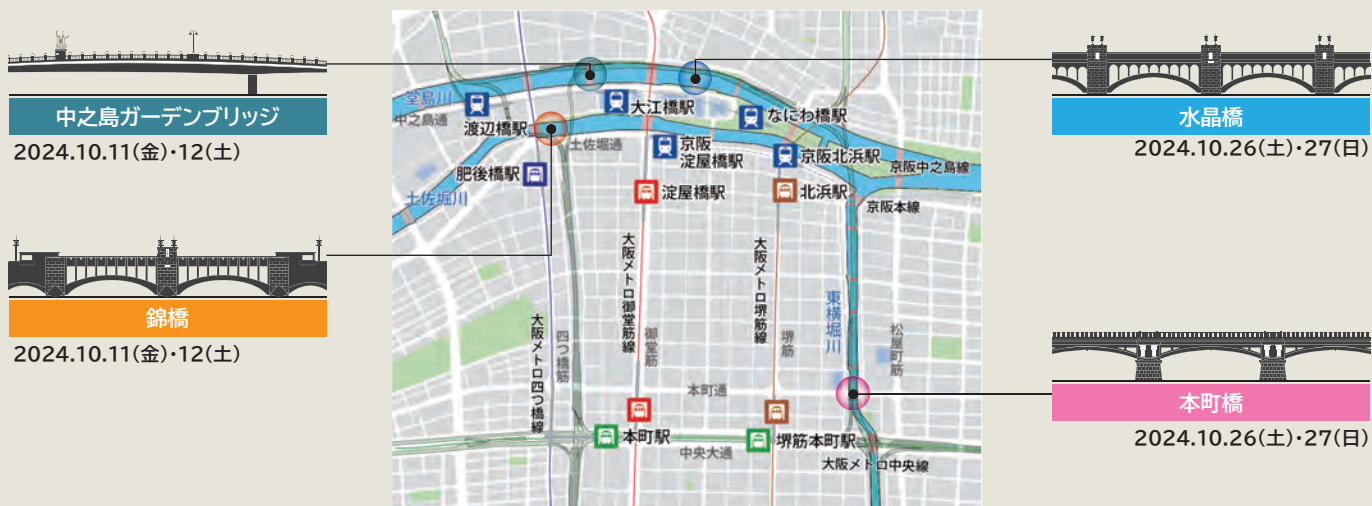 中之島ガーデンブリッジ
2024.10.11(金)・12(土)
錦橋
2024.10.11(金)・12(土)
堂島川
中之島通
渡辺橋駅
大江橋駅
なにわ橋駅
土佐堀通
京阪
淀屋橋駅
京阪北浜駅
京阪中之島線
肥後橋駅
淀屋橋駅
北浜駅
土佐堀川
京阪本線
大阪メトロ四つ橋線
四つ橋筋
大阪メトロ御堂筋線
御堂筋
大阪メトロ堺筋線
堺筋
東横堀川
松屋町筋
本町通
本町駅
中央大通
堺筋本町駅
大阪メトロ中央線
水晶橋
2024.10.26(土)・27(日)
本町橋
2024.10.26(土)・27(日)